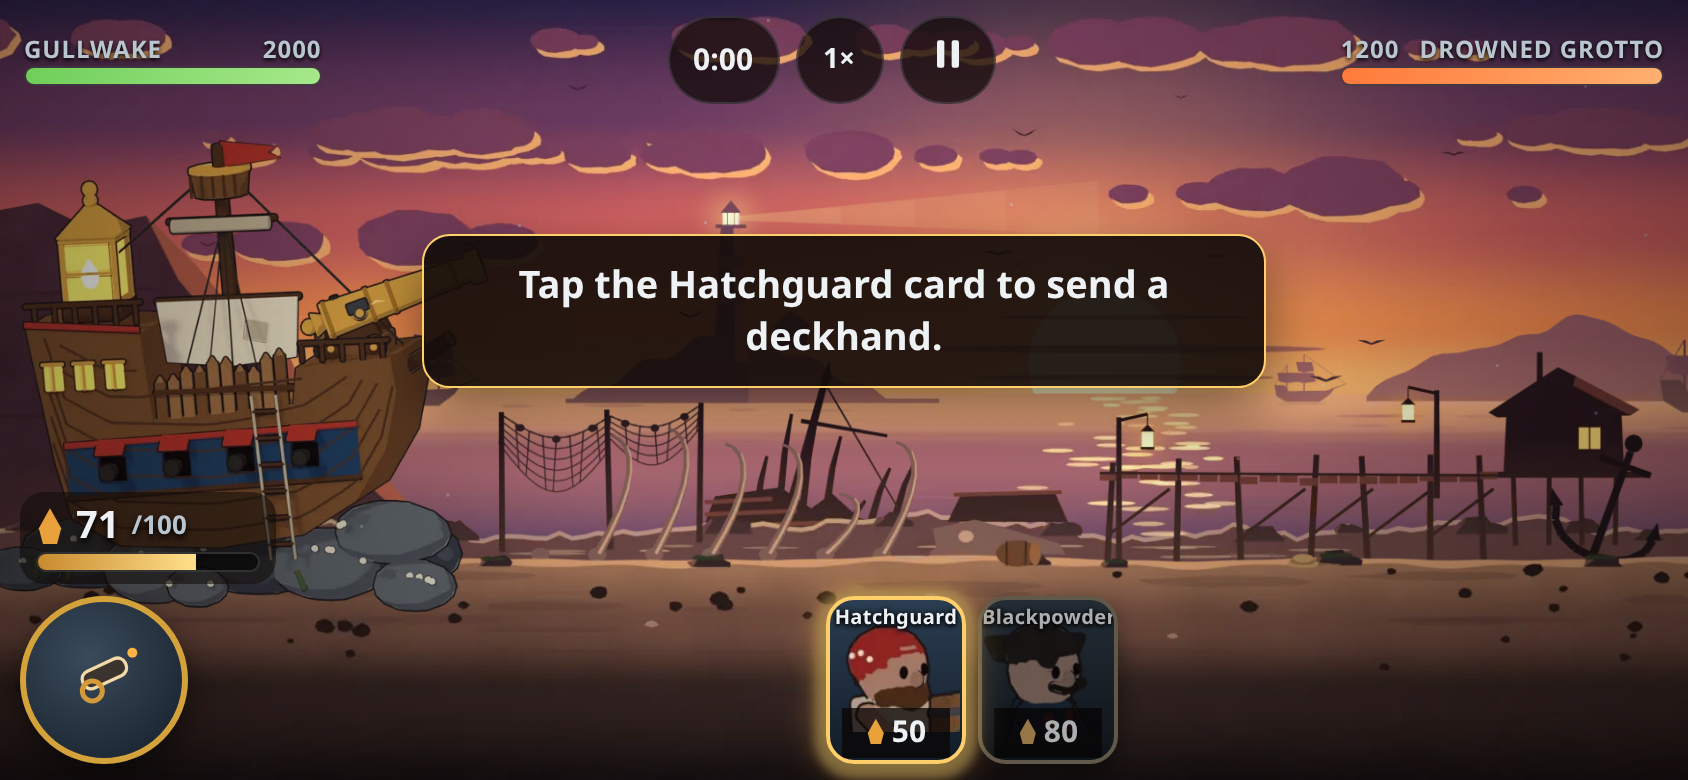 GULLWAKE 2000
0:00
1×
1200 DROWNED GROTTO
Tap the Hatchguard card to send a
deckhand.
71 /100
Hatchguard
50
Blackpowder
80